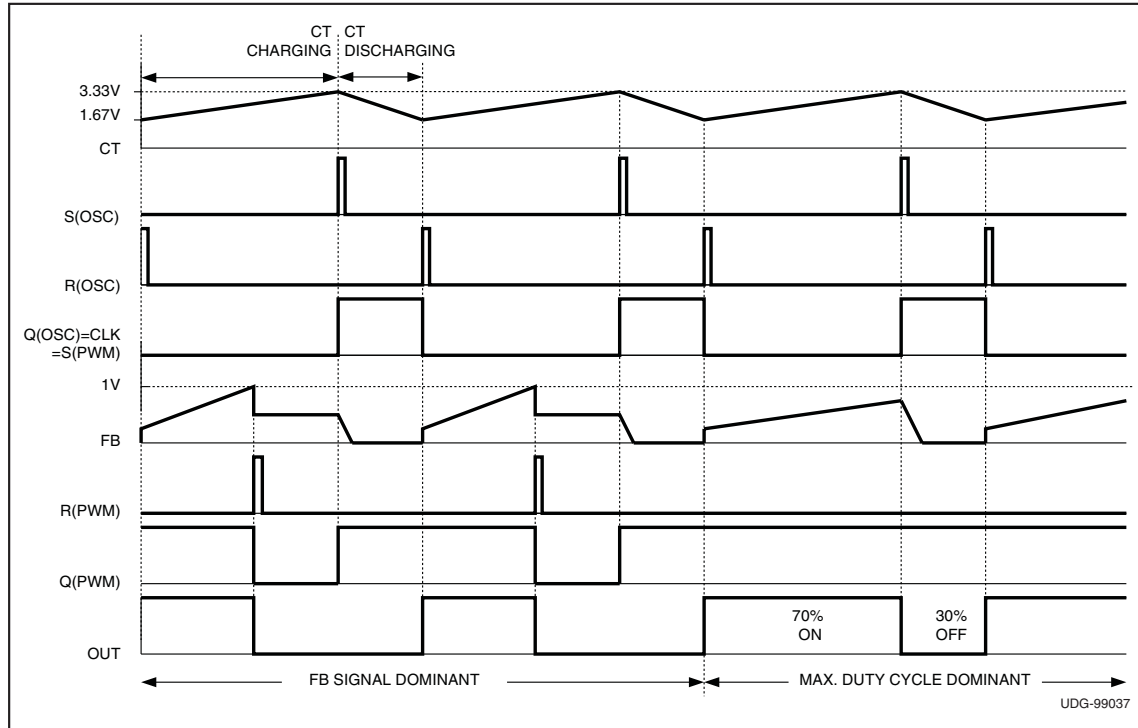 CT CT
CHARGING DISCHARGING
3.33V
1.67V
CT
S(OSC)
R(OSC)
Q(OSC)=CLK
=S(PWM)
1V
FB
R(PWM)
Q(PWM)
70%
ON
30%
OFF
OUT
FB SIGNAL DOMINANT
MAX. DUTY CYCLE DOMINANT
UDG-99037